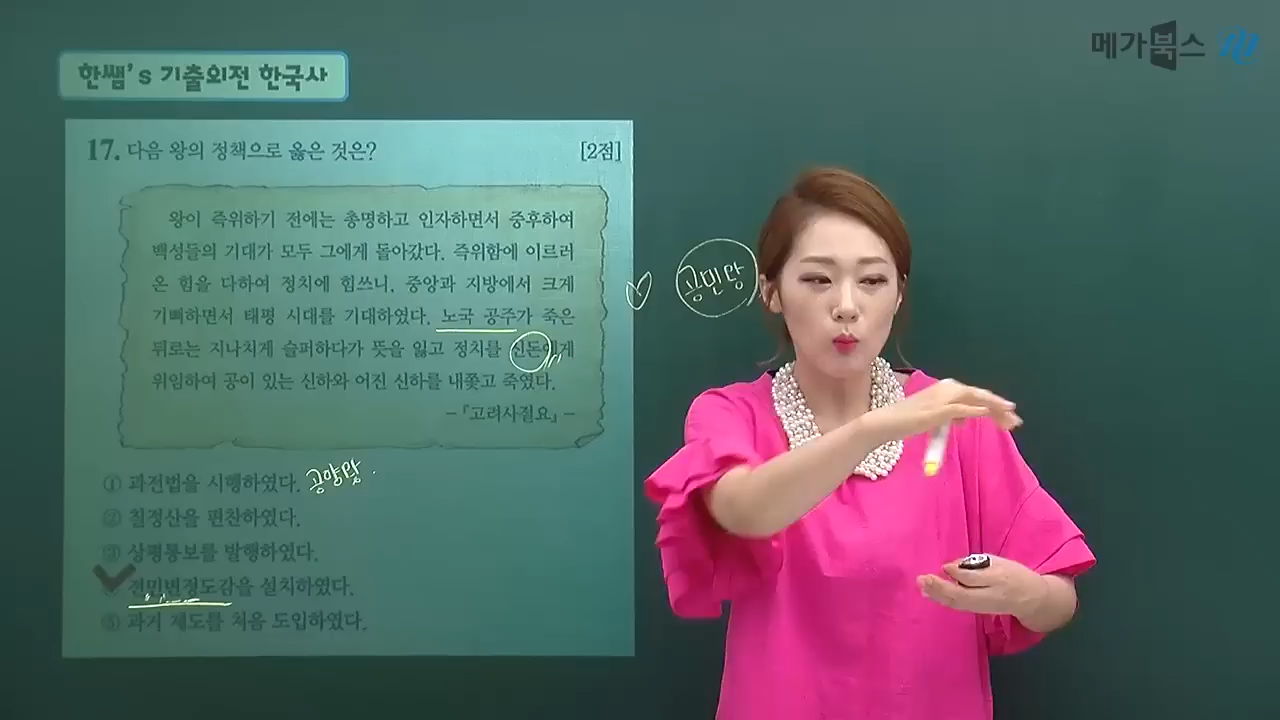 메가북스
한쌤's 기출외전 한국사
17. 다음 왕의 정책으로 옳은 것은? [2점]
왕이 즉위하기 전에는 총명하고 인자하면서 중후하여
백성들의 기대가 모두 그에게 돌아갔다. 즉위함에 이르러
온 힘을 다하여 정치에 힘쓰니, 중앙과 지방에서 크게
기뻐하면서 태평 시대를 기대하였다. 노국 공주가 죽은
뒤로는 지나치게 슬퍼하다가 뜻을 잃고 정치를 신돈에게
위임하여 공이 있는 신하와 어진 신하를 내쫓고 죽였다.
-『고려사절요』-
공민왕
① 과전법을 시행하였다. 공양왕
② 칠정산을 편찬하였다.
③ 상평통보를 발행하였다.
전민변정도감을 설치하였다.
⑤ 과거 제도를 처음 도입하였다.